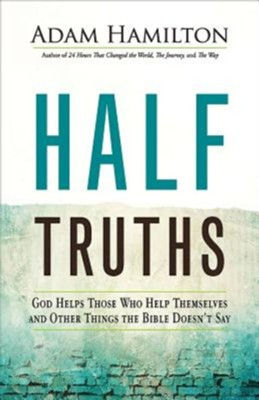 ADAM HAMILTON
Author of 24 Hours That Changed the World, The Journey, and The Way
HALF
TRUTHS
GOD HELPS THOSE WHO HELP THEMSELVES
AND OTHER THINGS THE BIBLE DOESN'T SAY